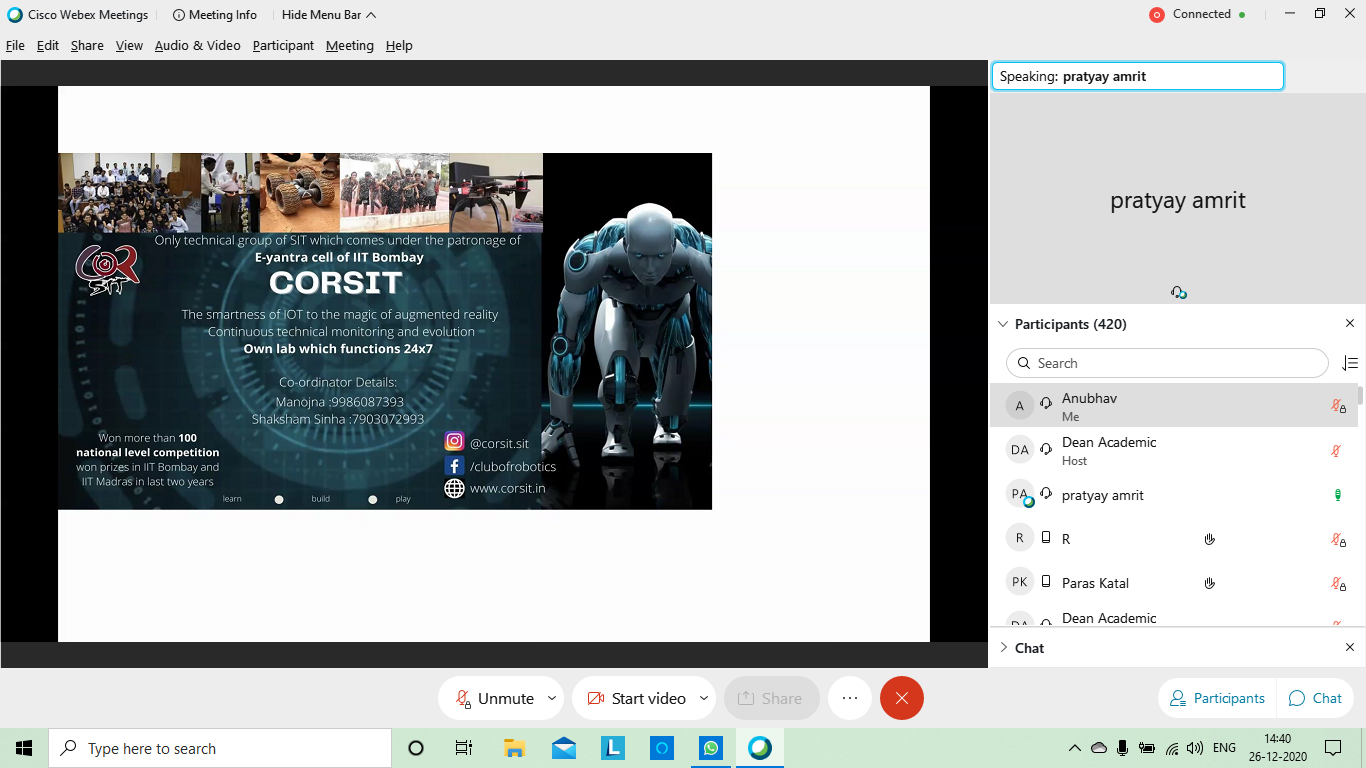 Cisco Webex Meetings
Meeting Info
Hide Menu Bar
Connected
File Edit Share View Audio & Video Participant Meeting Help
Speaking: pratyay amrit
pratyay amrit
Only technical group of SIT which comes under the patronage of
E-yantra cell of IIT Bombay
COR
SIT
CORSIT
The smartness of IOT to the magic of augmented reality
Continuous technical monitoring and evolution
Own lab which functions 24x7
Co-ordinator Details:
Manojna :9986087393
Shaksham Sinha :7903072993
Won more than 100
national level competition
won prizes in IIT Bombay and
IIT Madras in last two years
@corsit.sit
/clubofrobotics
www.corsit.in
learn build play
Participants (420)
Search
A
Anubhav
Me
DA
Dean Academic
Host
PA
pratyay amrit
R
R
PK
Paras Katal
DA
Dean Academic
Chat
Unmute
Start video
Share
Participants
Chat
Type here to search
L
ENG
14:40
26-12-2020